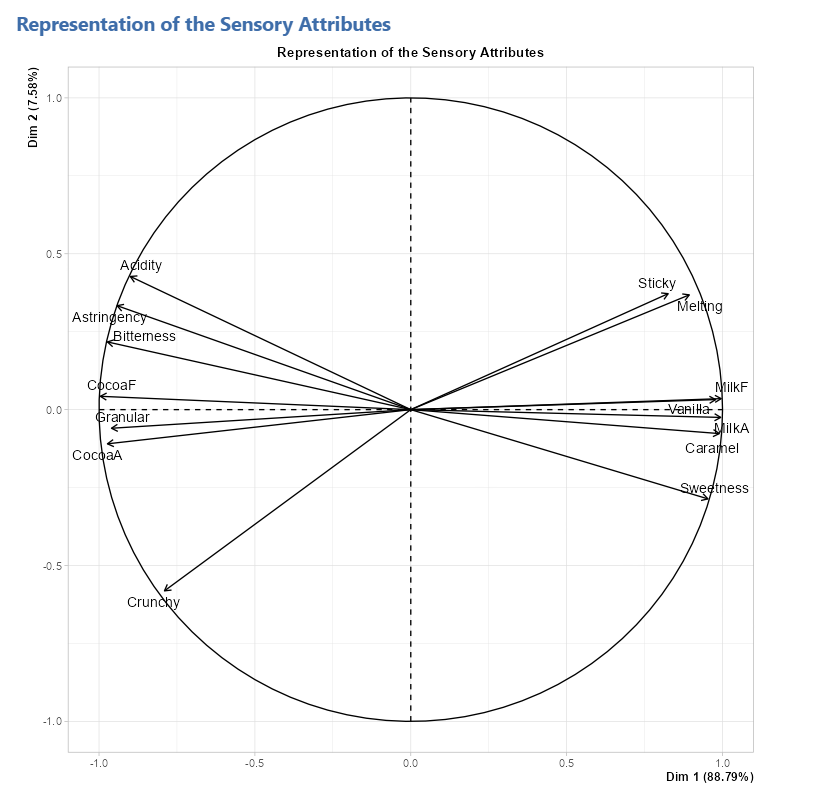 Representation of the Sensory Attributes
Representation of the Sensory Attributes
Dim 2 (7.58%)
1.0
0.5
0.0
-0.5
-1.0
Acidity
Astringency
Bitterness
CocoaF
Granular
CocoaA
Crunchy
Sticky
Melting
MilkF
Vanilla
MilkA
Caramel
Sweetness
-1.0
-0.5
0.0
0.5
1.0
Dim 1 (88.79%)